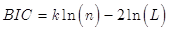 BIC = k ln(n) − 2 ln(L)